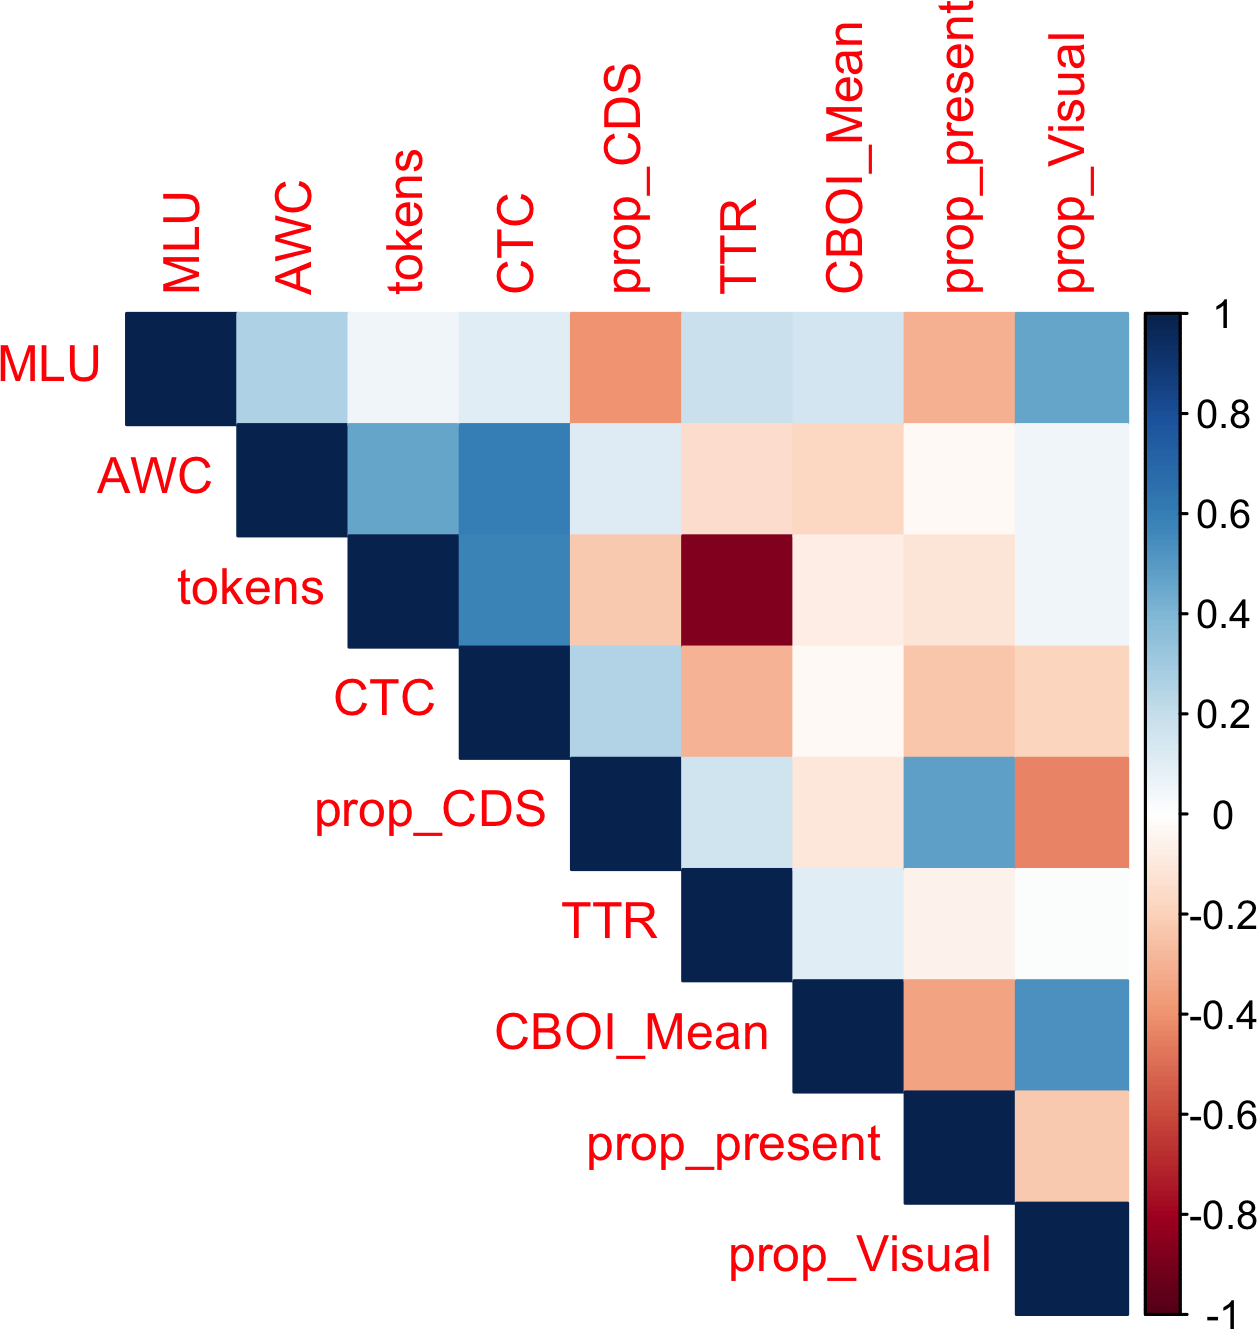 MLU
AWC
tokens
CTC
prop_CDS
TTR
CBOI_Mean
prop_present
prop_Visual
MLU
AWC
tokens
CTC
prop_CDS
TTR
CBOI_Mean
prop_present
prop_Visual
1
0.8
0.6
0.4
0.2
0
-0.2
-0.4
-0.6
-0.8
-1